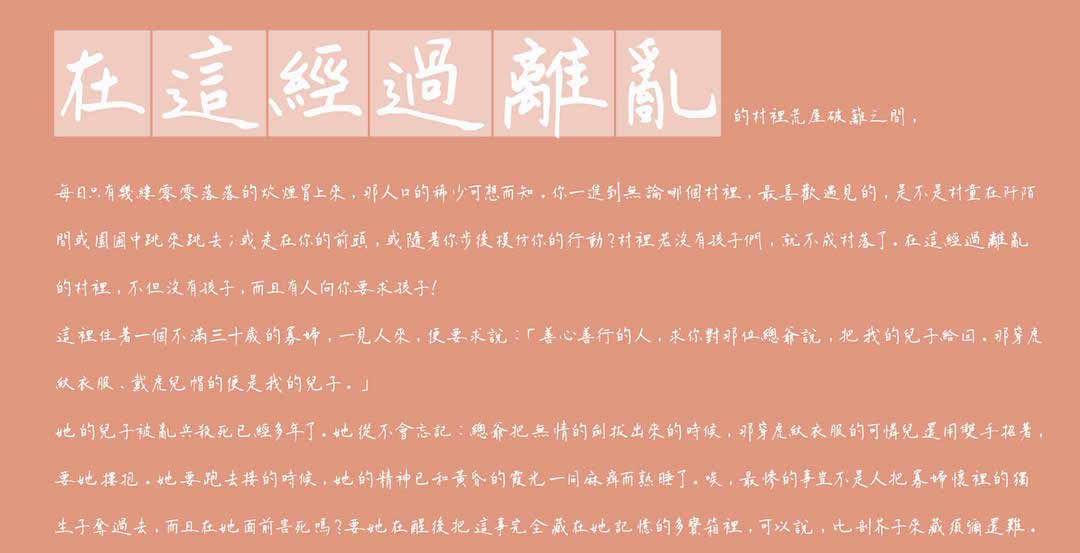 在這經過離亂的村裡荒屋破籬之間，
每日只有幾縷零零落落的炊煙冒上來，那人口的稀少可想而知。你一進到無論哪個村裡，最喜歡遇見的，是不是村童在阡陌
間或園圃中跳來跳去；或走在你的前頭，或隨著你步後模仿你的行動？村裡若沒有孩子們，就不成村落了。在這經過離亂
的村裡，不但沒有孩子，而且有人向你要求孩子！
這裡住著一個不滿三十歲的寡婦，一見人來，便要求說：「善心善行的人，求你對那位總爺說，把我的兒子給回。那穿虎
紋衣服、戴虎兒帽的便是我的兒子。」
她的兒子被亂兵殺死已經多年了。她從不會忘記：總爺把無情的劍拔出來的時候，那穿虎紋衣服的可憐兒還用雙手招著，
要她摟抱。她要跑去接的時候，她的精神已和黃昏的霞光一同麻痹而熟睡了。唉，最慘的事豈不是人把寡婦懷裡的獨
生子奪過去，而且在她面前害死嗎？要她在醒後把這事完全藏在她記憶的多寶箱裡，可以說，比剖芥子來藏須彌還難。